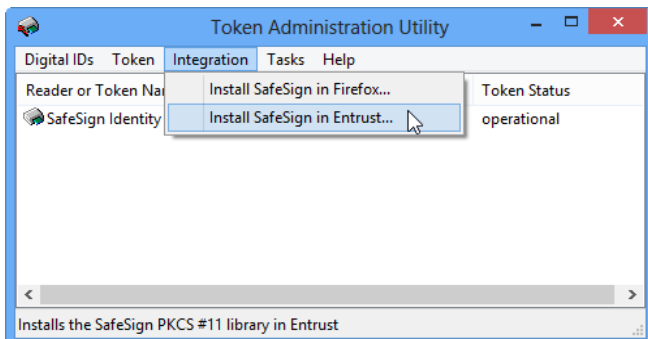 Token Administration Utility
Digital IDs Token Integration Tasks Help
Install SafeSign in Firefox...
Reader or Token Token Status
Install SafeSign in Entrust...
SafeSign Identity operational
Installs the SafeSign PKCS #11 library in Entrust